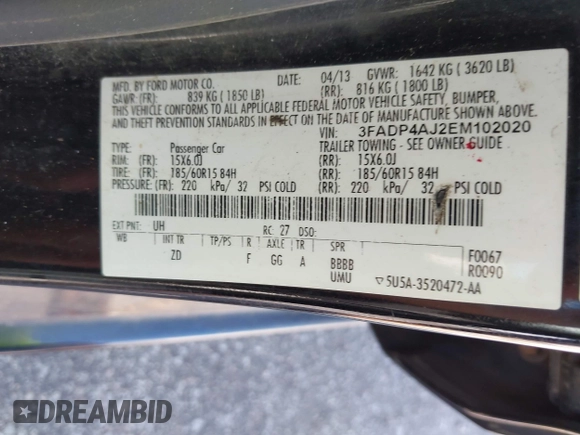 MFD. BY FORD MOTOR CO. DATE: 04/13 GVWR: 1642 KG ( 3620 LB)
GAWR: (FR): 839 KG ( 1850 LB) (RR): 816 KG ( 1800 LB)
THIS VEHICLE CONFORMS TO ALL APPLICABLE FEDERAL MOTOR VEHICLE SAFETY, BUMPER,
AND THEFT PREVENTION STANDARDS IN EFFECT ON THE DATE OF MANUFACTURE SHOWN ABOVE.
VIN: 3FADP4AJ2EM102020
TYPE: Passenger Car TRAILER TOWING - SEE OWNER GUIDE
RIM: (FR): 15X6.0J (RR): 15X6.0J
TIRE: (FR): 185/60R15 84H (RR): 185/60R15 84H
PRESSURE: (FR): 220 kPa/ 32 PSI COLD (RR): 220 kPa/ 32 PSI COLD
EXT PNT: UH RC: 27 DSO:
WB INT TR TP/PS R AXLE TR SPR F0067
ZD F GG A BBBB R0090
UMU ▽ 5U5A-3520472-AA
DREAMBID